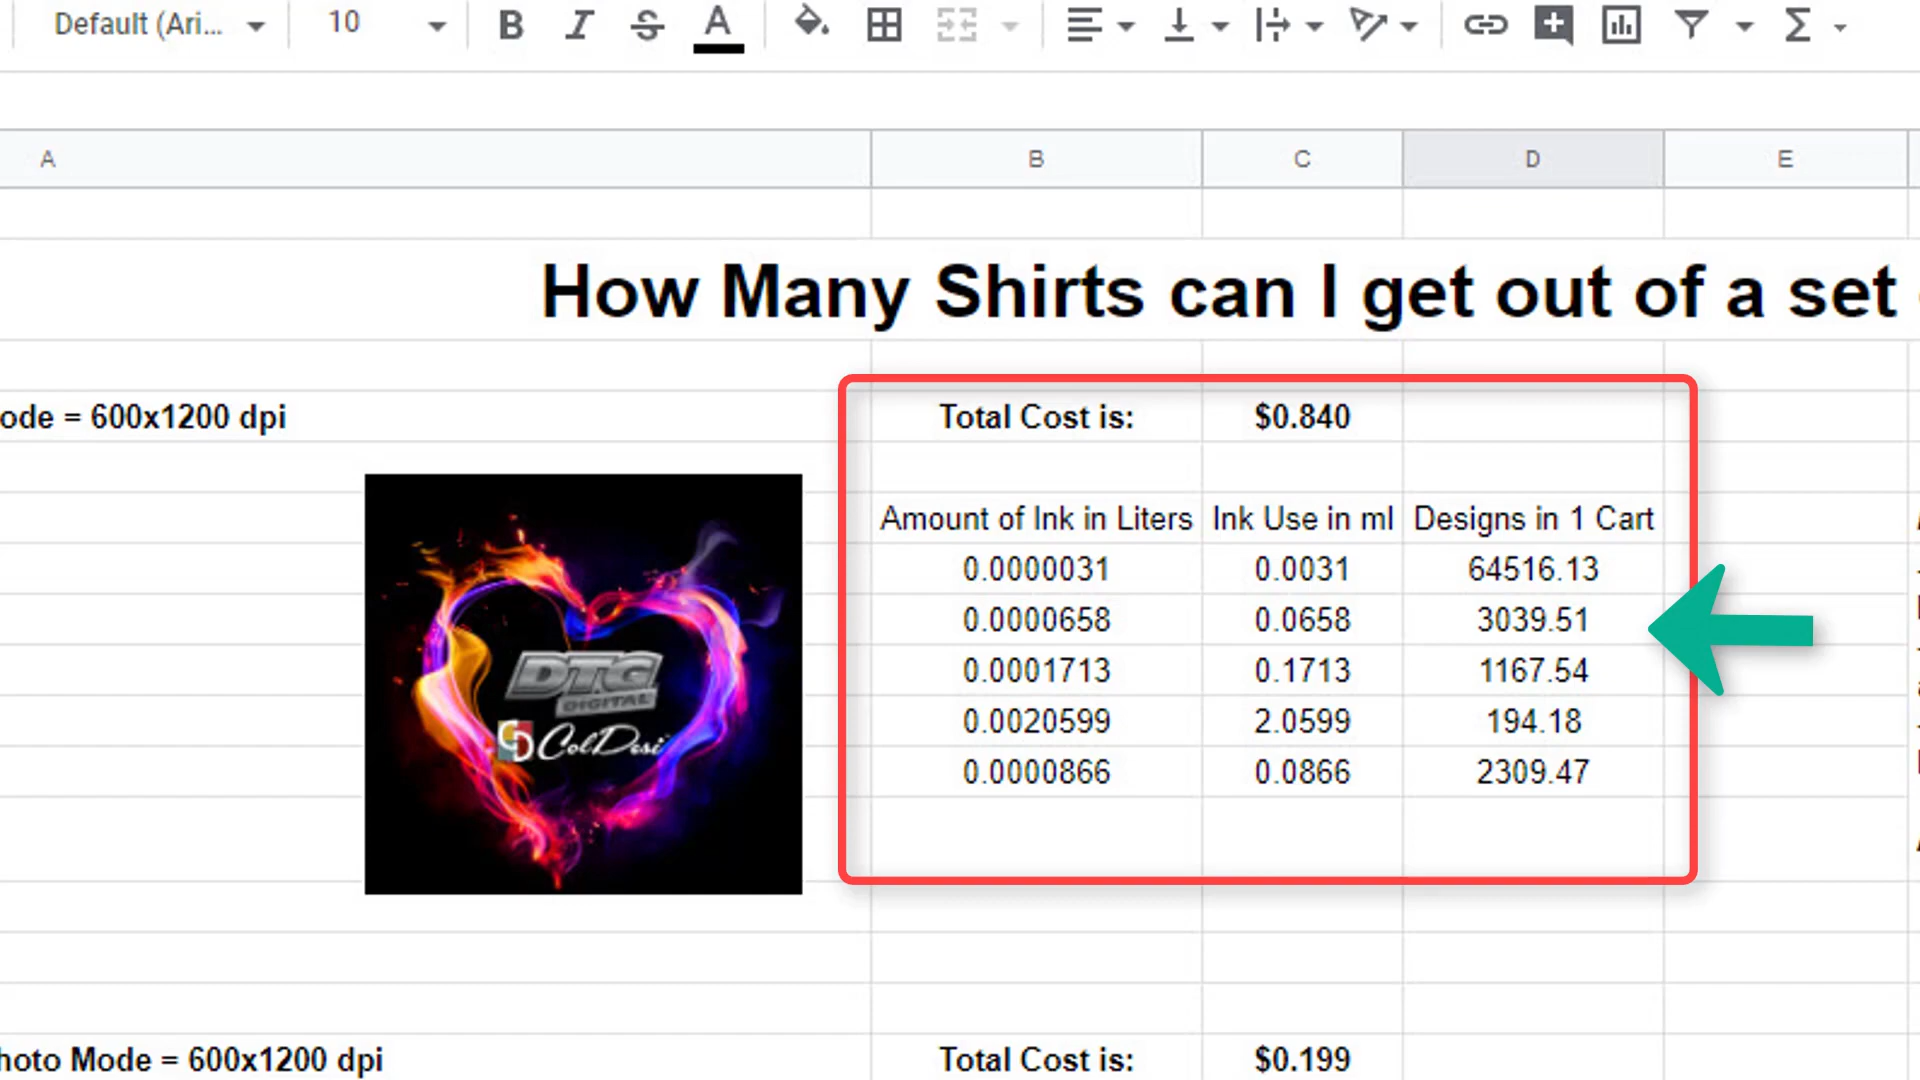 Default (Ari...
10
B I S A
A B C D E
How Many Shirts can I get out of a set
ode = 600x1200 dpi
Total Cost is: $0.840
Amount of Ink in Liters Ink Use in ml Designs in 1 Cart
0.0000031 0.0031 64516.13
0.0000658 0.0658 3039.51
0.0001713 0.1713 1167.54
0.0020599 2.0599 194.18
0.0000866 0.0866 2309.47
DTG
DIGITAL
CD ColDesi
hoto Mode = 600x1200 dpi
Total Cost is: $0.199